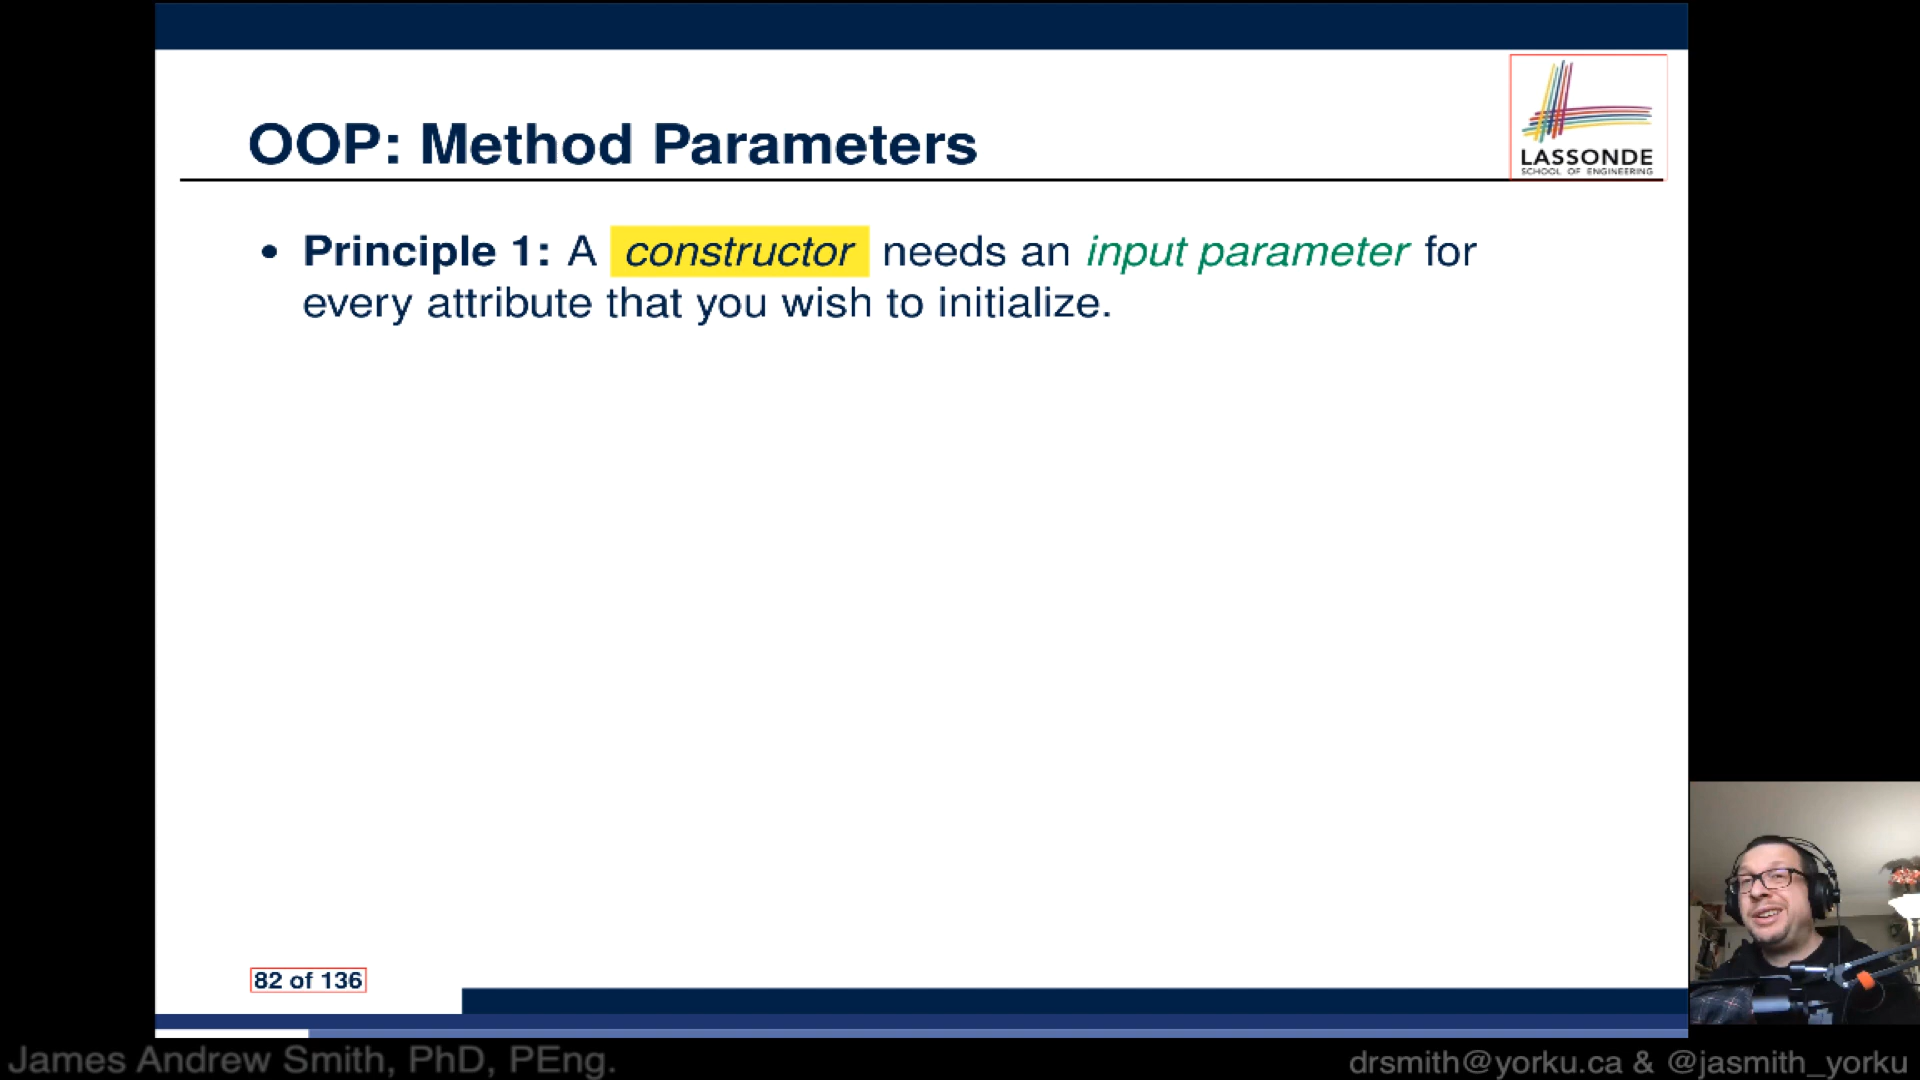 LASSONDE
SCHOOL OF ENGINEERING
OOP: Method Parameters
• Principle 1: A constructor needs an input parameter for
every attribute that you wish to initialize.
82 of 136
James Andrew Smith, PhD, PEng.
drsmith@yorku.ca & @jasmith_yorku